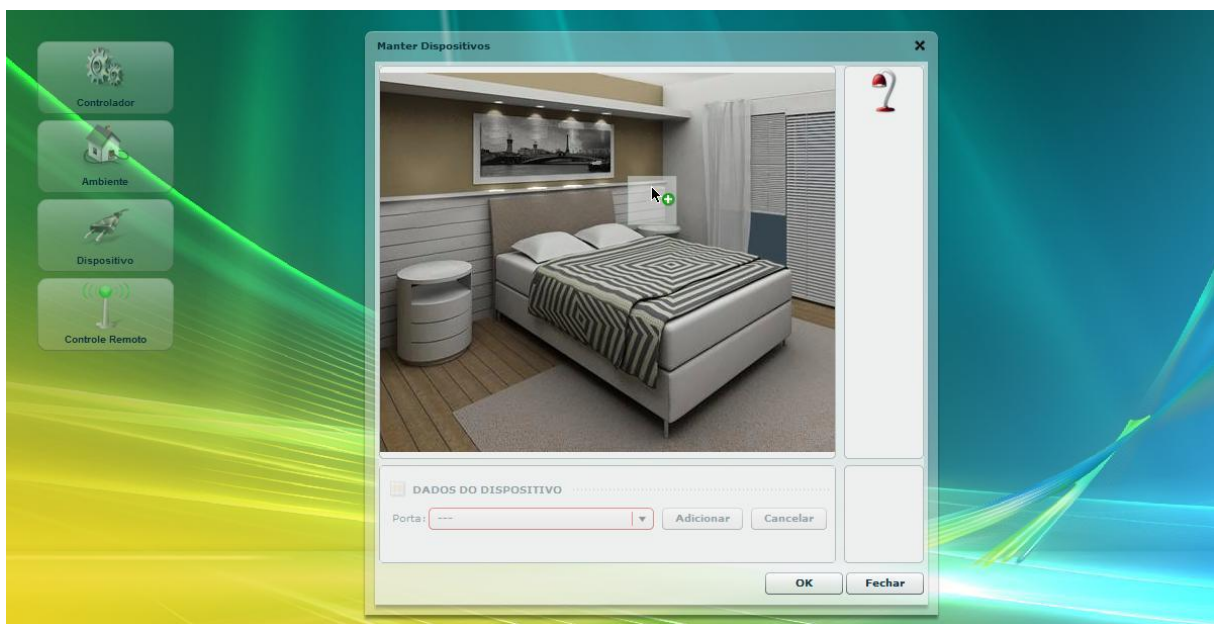 Controlador
Ambiente
Dispositivo
Controle Remoto
Manter Dispositivos
DADOS DO DISPOSITIVO
Porta: ---
Adicionar
Cancelar
OK
Fechar